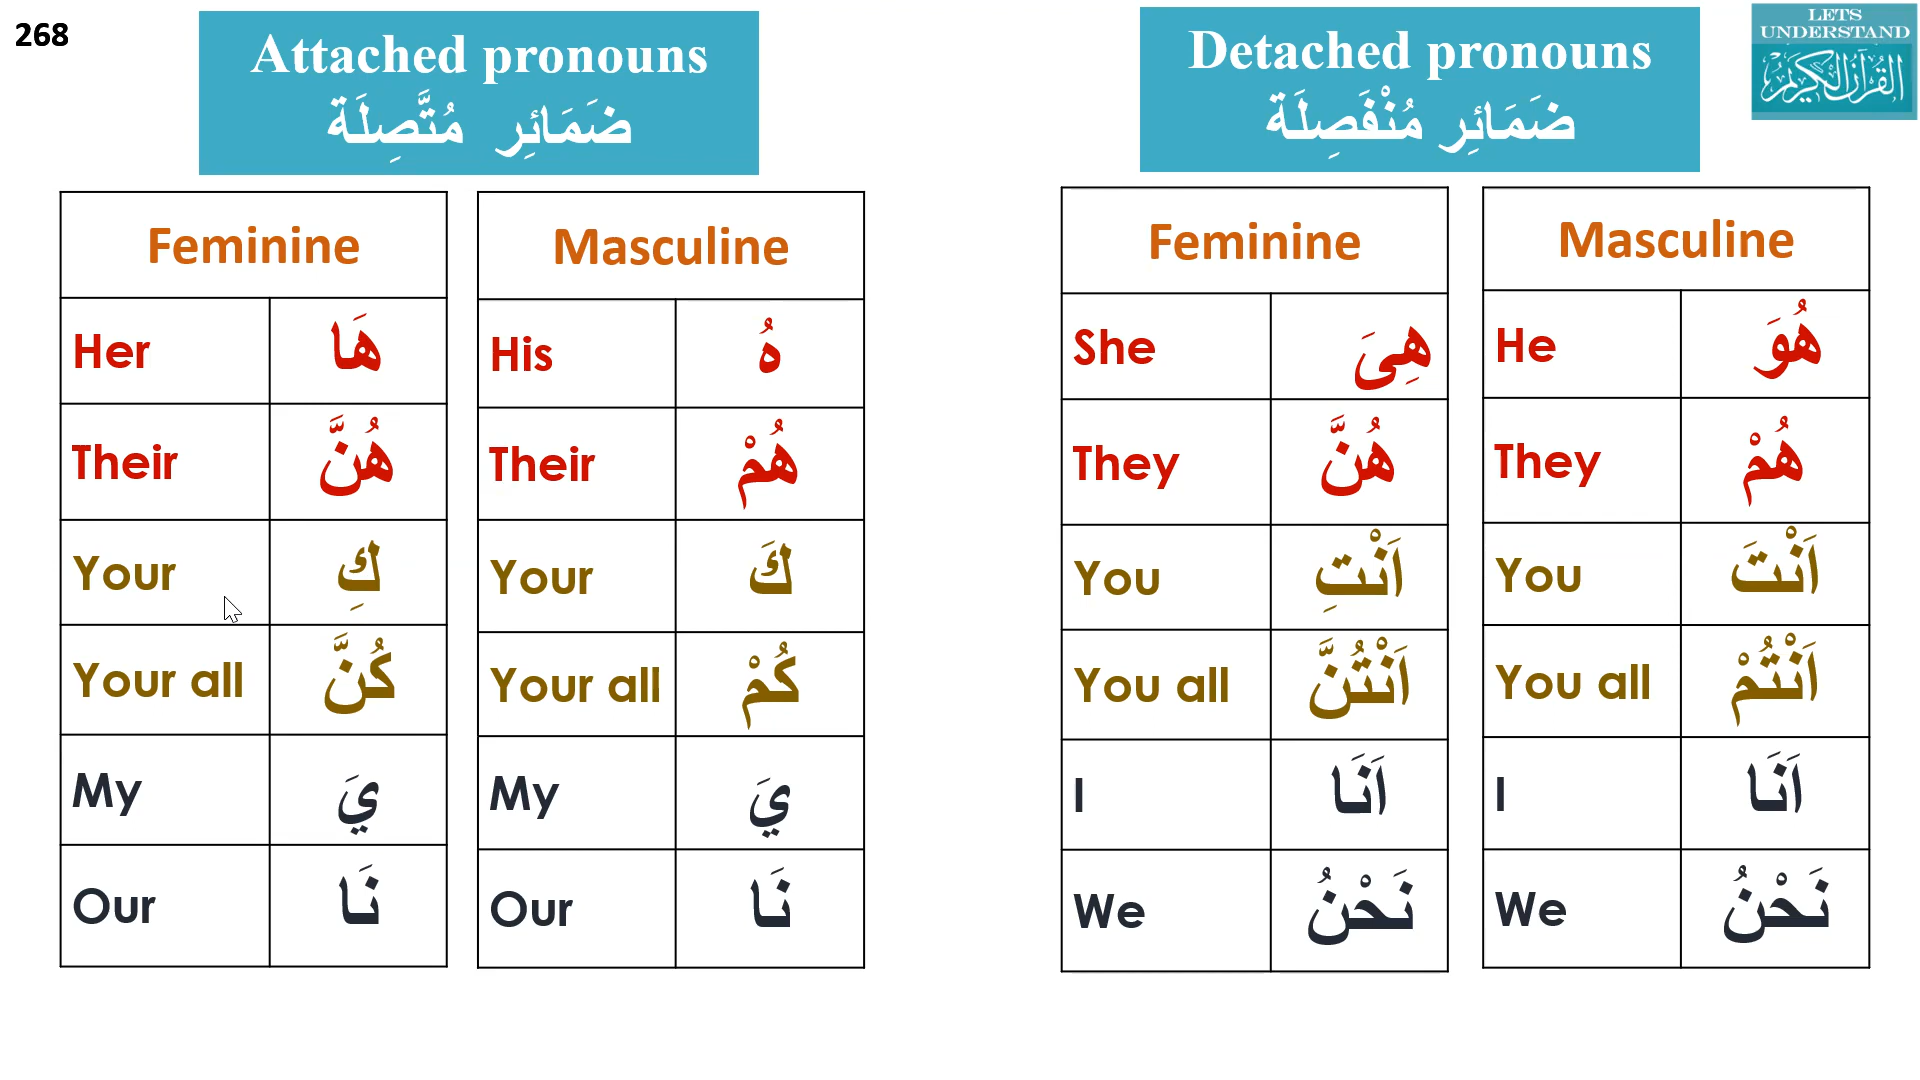 268
Attached pronouns
ضَمَائِر مُتَّصِلَة
Detached pronouns
ضَمَائِر مُنْفَصِلَة
LETS
UNDERSTAND
القرآن الكريم
Feminine
Her هَا
Their هُنَّ
Your كِ
Your all كُنَّ
My يَ
Our نَا
Masculine
His هُ
Their هُمْ
Your كَ
Your all كُمْ
My يَ
Our نَا
Feminine
She هِىَ
They هُنَّ
You اَنْتِ
You all اَنْتُنَّ
I اَنَا
We نَحْنُ
Masculine
He هُوَ
They هُمْ
You اَنْتَ
You all اَنْتُمْ
I اَنَا
We نَحْنُ